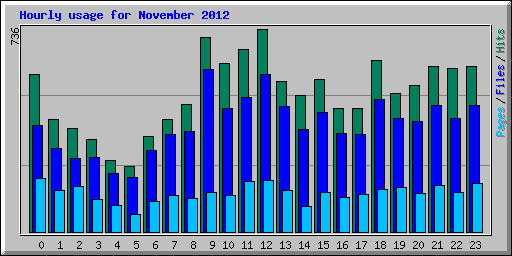 Hourly usage for November 2012
736
Pages / Files / Hits
0 1 2 3 4 5 6 7 8 9 10 11 12 13 14 15 16 17 18 19 20 21 22 23